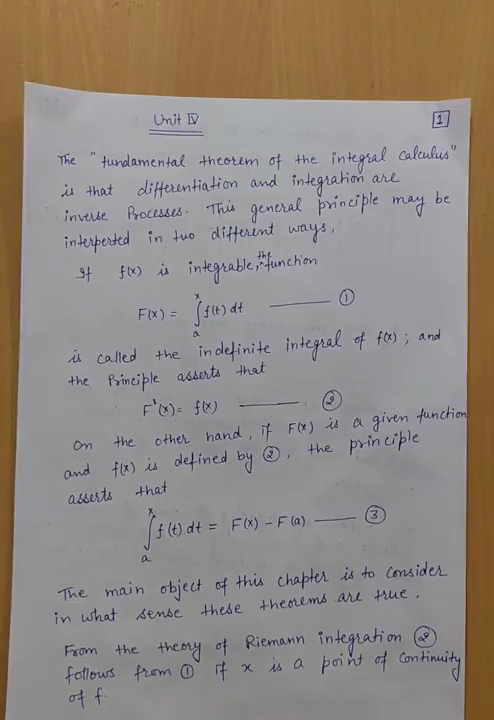 Unit IV
1
The "fundamental theorem of the integral calculus"
is that differentiation and integration are
inverse Processes. This general principle may be
interperted in two different ways.
If f(x) is integrable, the function
F(x) = ∫ₐˣ f(t) dt ——— ①
is called the indefinite integral of f(x) ; and
the Principle asserts that
F'(x) = f(x) ——— ②
On the other hand, if F(x) is a given function
and f(x) is defined by ②, the principle
asserts that
∫ₐˣ f(t) dt = F(x) - F(a) ——— ③
The main object of this chapter is to consider
in what sense these theorems are true.
From the theory of Riemann integration ②
follows from ① if x is a point of Continuity
of f.